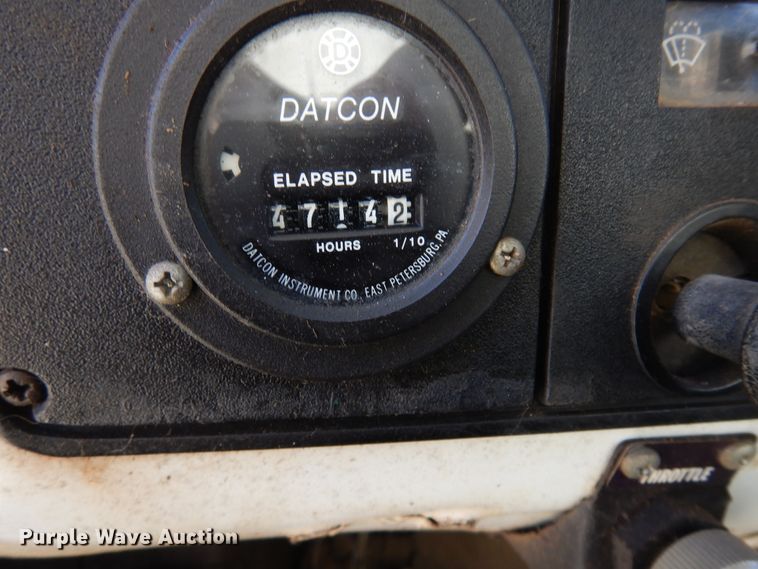 D
DATCON
ELAPSED TIME
47142
HOURS 1/10
DATCON INSTRUMENT CO. EAST PETERSBURG, PA.
THROTTLE
Purple Wave Auction